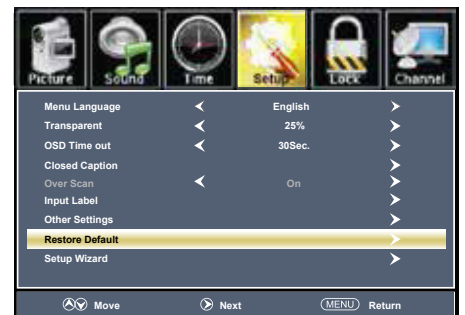 Picture Sound Time Setup Lock Channel
Menu Language English
Transparent 25%
OSD Time out 30Sec.
Closed Caption
Over Scan On
Input Label
Other Settings
Restore Default
Setup Wizard
Move Next MENU Return